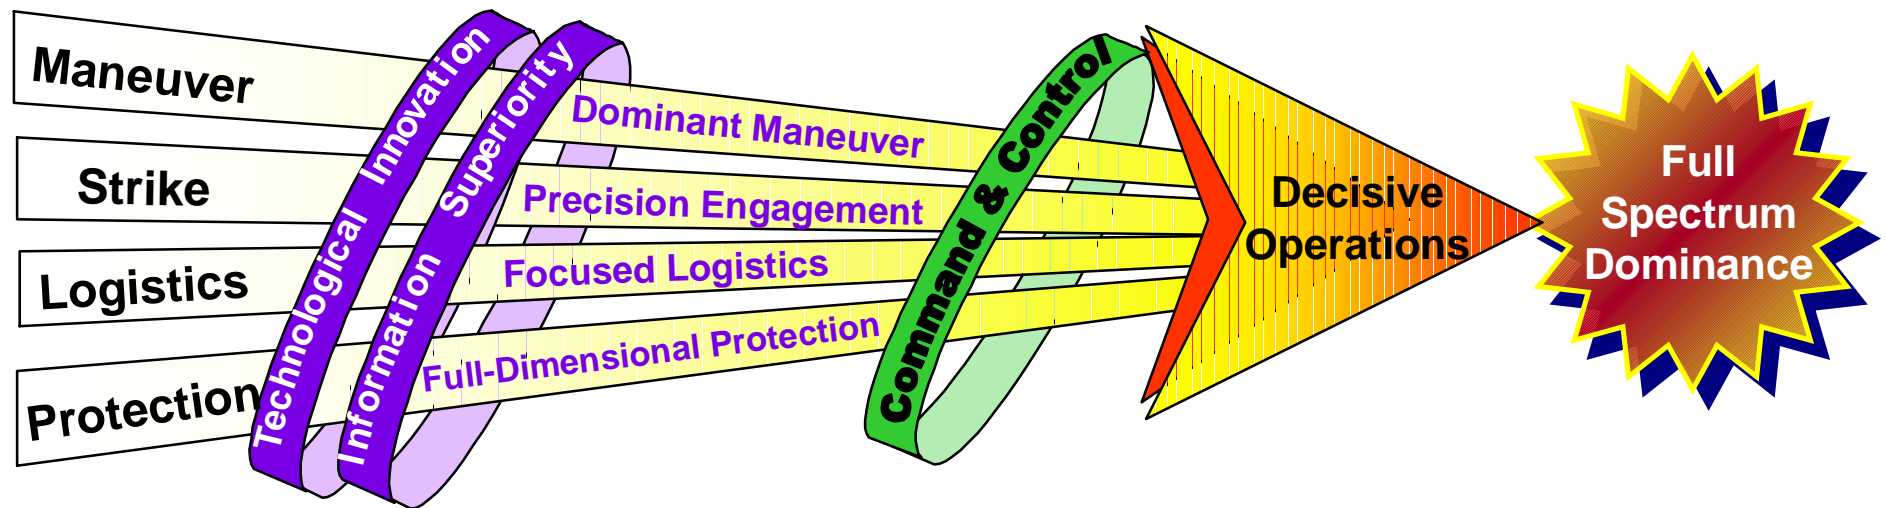 Maneuver
Strike
Logistics
Protection
Technological Innovation
Information Superiority
Dominant Maneuver
Precision Engagement
Focused Logistics
Full-Dimensional Protection
Command & Control
Decisive
Operations
Full
Spectrum
Dominance